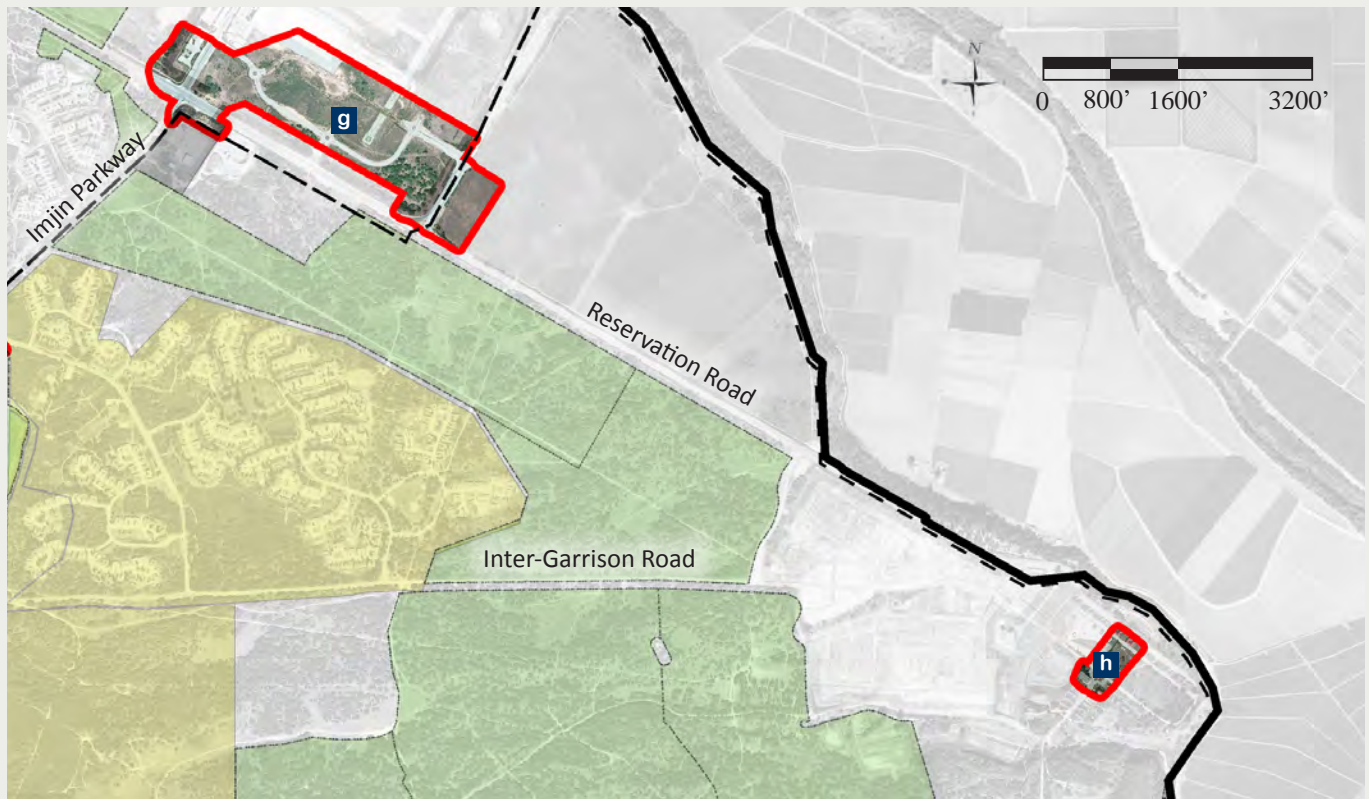 N
0 800' 1600' 3200'
g
Imjin Parkway
Reservation Road
Inter-Garrison Road
h